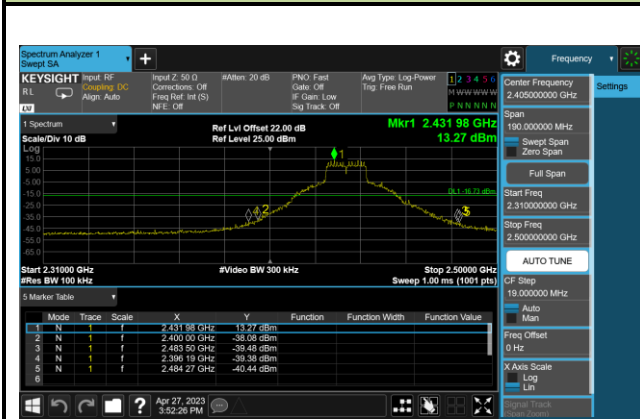 Spectrum Analyzer 1
Swept SA
+
Frequency
KEYSIGHT
RL
Input: RF
Coupling: DC
Align: Auto
Input Z: 50 Ω
Corrections: Off
Freq Ref: Int (S)
NFE: Off
#Atten: 20 dB
PNO: Fast
Gate: Off
IF Gain: Low
Sig Track: Off
Avg Type: Log-Power
Trig: Free Run
1 2 3 4 5 6
M W W W W W
P N N N N N
1 Spectrum
Scale/Div 10 dB
Ref Lvl Offset 22.00 dB
Ref Level 25.00 dBm
Mkr1 2.431 98 GHz
13.27 dBm
Log
15.0
5.00
-5.00
-15.0
-25.0
-35.0
-45.0
-55.0
-65.0
1
2
DL1 -16.73 dBm
Start 2.31000 GHz
#Res BW 100 kHz
#Video BW 300 kHz
Stop 2.50000 GHz
Sweep 1.00 ms (1001 pts)
5 Marker Table
Mode Trace Scale X Y Function Function Width Function Value
1 N 1 f 2.431 98 GHz 13.27 dBm
2 N 1 f 2.400 00 GHz -38.08 dBm
3 N 1 f 2.483 50 GHz -39.48 dBm
4 N 1 f 2.396 19 GHz -39.38 dBm
5 N 1 f 2.484 27 GHz -40.44 dBm
6
Apr 27, 2023
3:52:26 PM
Settings
Center Frequency
2.405000000 GHz
Span
190.000000 MHz
Swept Span
Zero Span
Full Span
Start Freq
2.310000000 GHz
Stop Freq
2.500000000 GHz
AUTO TUNE
CF Step
19.000000 MHz
Auto
Man
Freq Offset
0 Hz
X Axis Scale
Log
Lin
Signal Track
(Span Zoom)